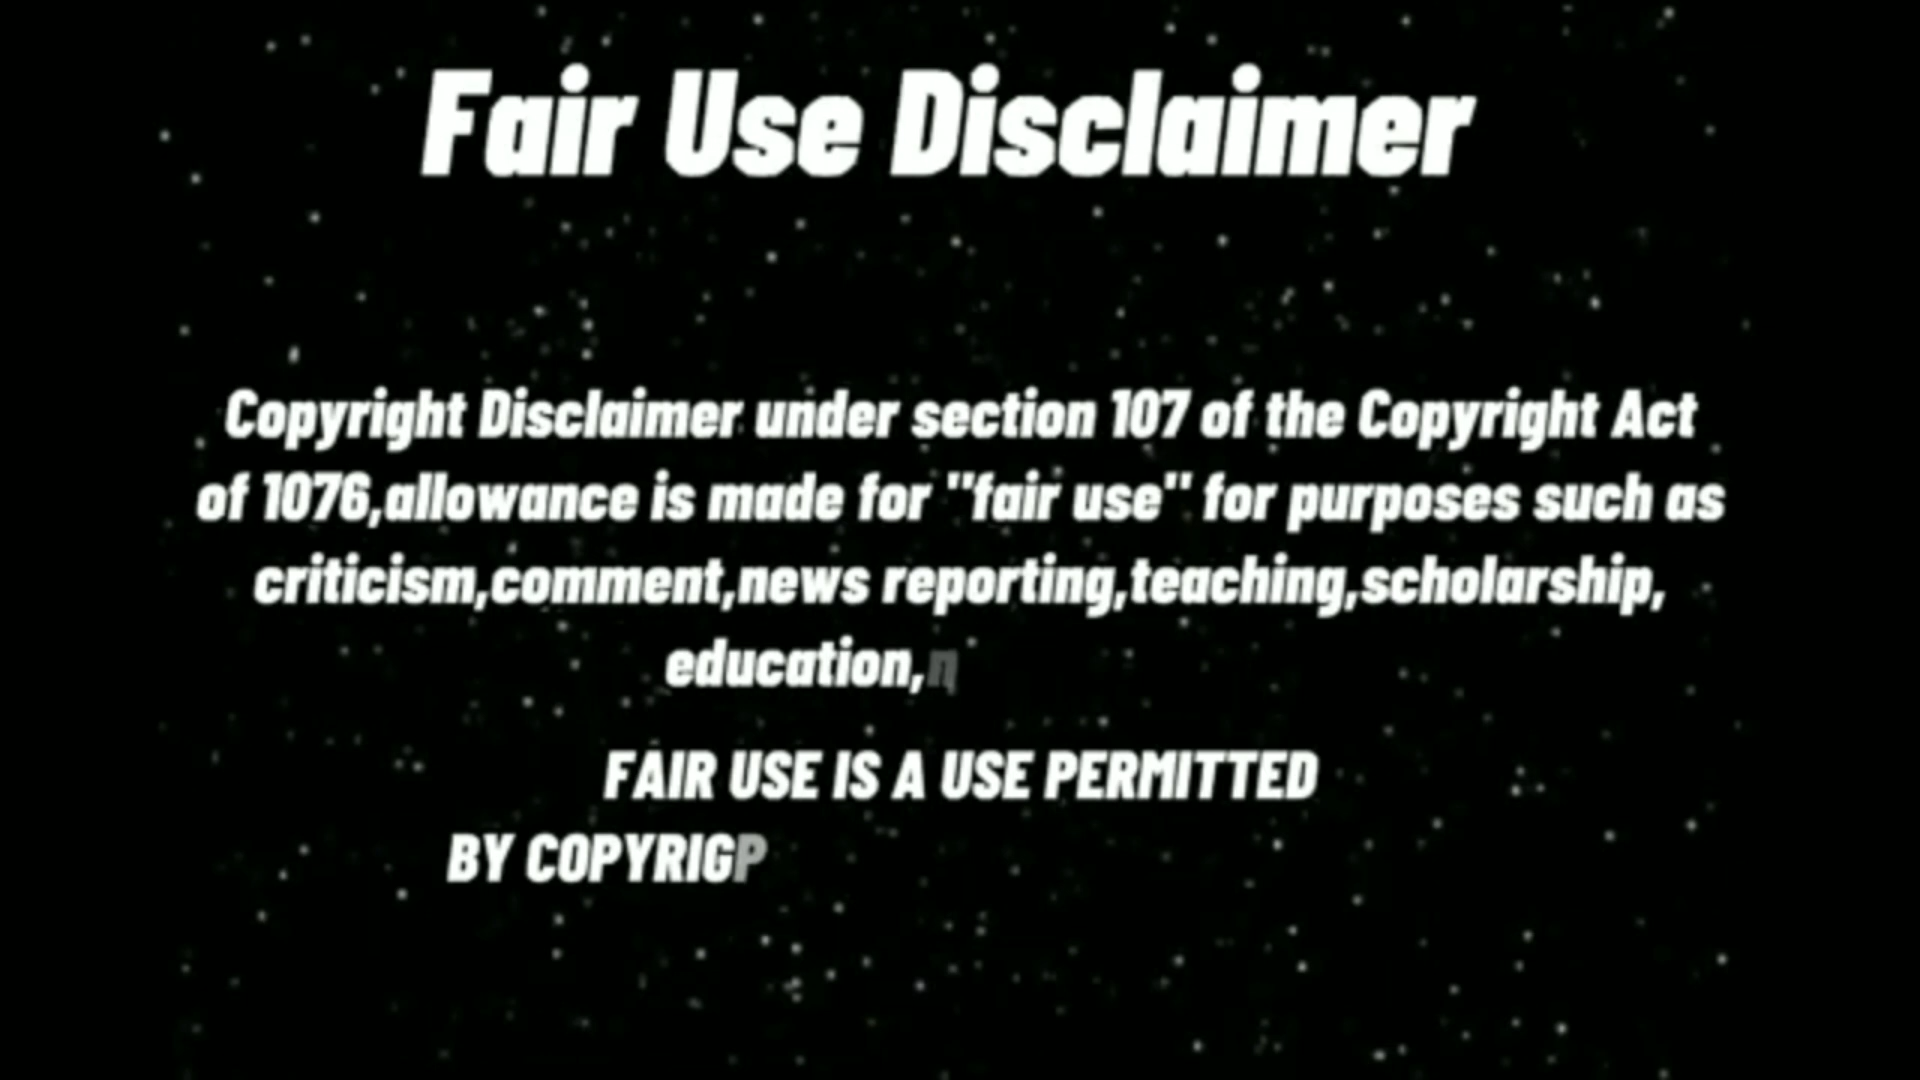 Fair Use Disclaimer
Copyright Disclaimer under section 107 of the Copyright Act
of 1076,allowance is made for "fair use" for purposes such as
criticism,comment,news reporting,teaching,scholarship,
education,
FAIR USE IS A USE PERMITTED
BY COPYRIGP